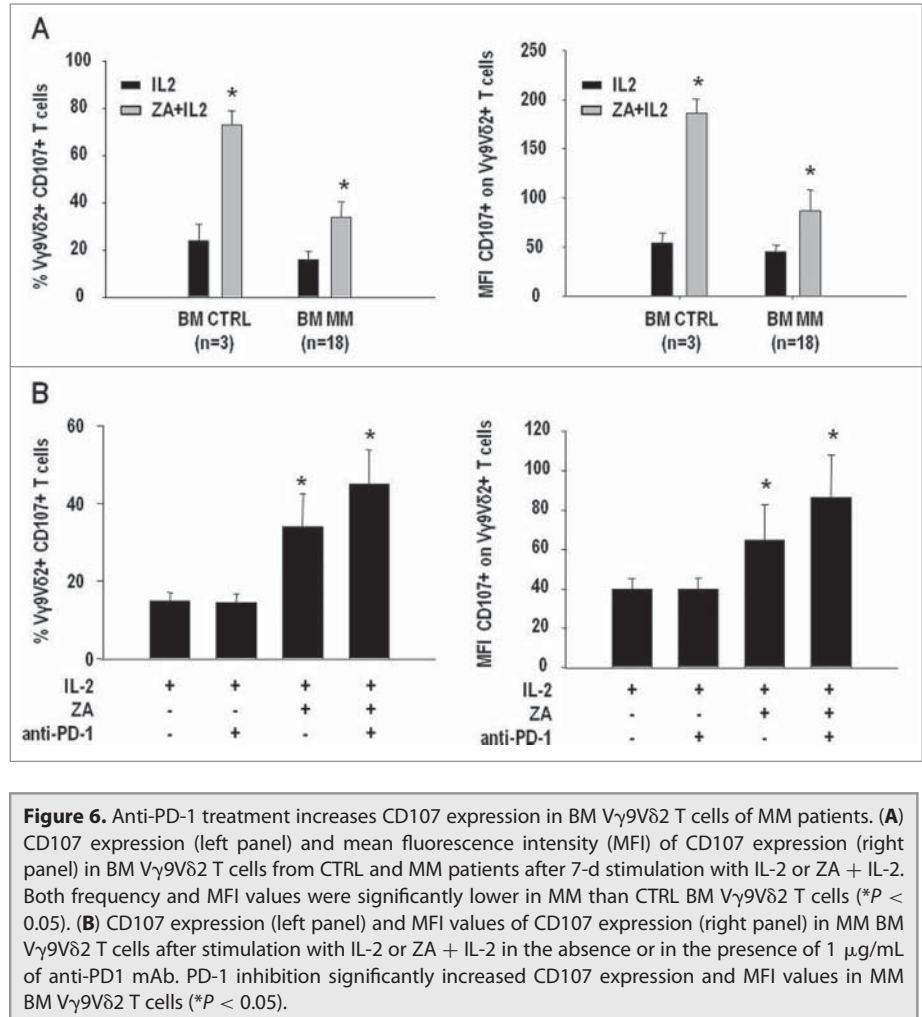 A
100
80
60
40
20
0
% Vγ9Vδ2+ CD107+ T cells
IL2
ZA+IL2
*
*
BM CTRL
(n=3)
BM MM
(n=18)
250
200
150
100
50
0
MFI CD107+ on Vγ9Vδ2+ T cells
IL2
ZA+IL2
*
*
BM CTRL
(n=3)
BM MM
(n=18)
B
60
40
20
0
% Vγ9Vδ2+ CD107+ T cells
*
*
IL-2 + + + +
ZA - - + +
anti-PD-1 - + - +
120
100
80
60
40
20
0
MFI CD107+ on Vγ9Vδ2+ T cells
*
*
IL-2 + + + +
ZA - - + +
anti-PD-1 - + - +
Figure 6. Anti-PD-1 treatment increases CD107 expression in BM Vγ9Vδ2 T cells of MM patients. (A)
CD107 expression (left panel) and mean fluorescence intensity (MFI) of CD107 expression (right
panel) in BM Vγ9Vδ2 T cells from CTRL and MM patients after 7-d stimulation with IL-2 or ZA + IL-2.
Both frequency and MFI values were significantly lower in MM than CTRL BM Vγ9Vδ2 T cells (*P <
0.05). (B) CD107 expression (left panel) and MFI values of CD107 expression (right panel) in MM BM
Vγ9Vδ2 T cells after stimulation with IL-2 or ZA + IL-2 in the absence or in the presence of 1 μg/mL
of anti-PD1 mAb. PD-1 inhibition significantly increased CD107 expression and MFI values in MM
BM Vγ9Vδ2 T cells (*P < 0.05).